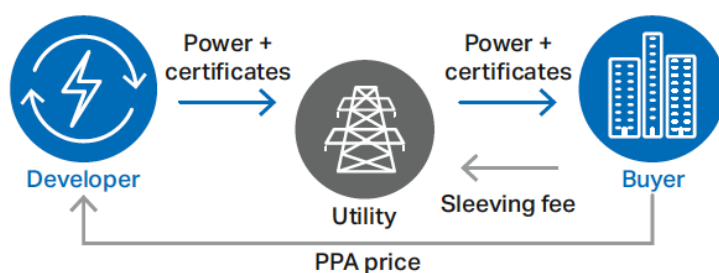 Power +
certificates
Power +
certificates
Developer
Utility
Sleeving fee
Buyer
PPA price